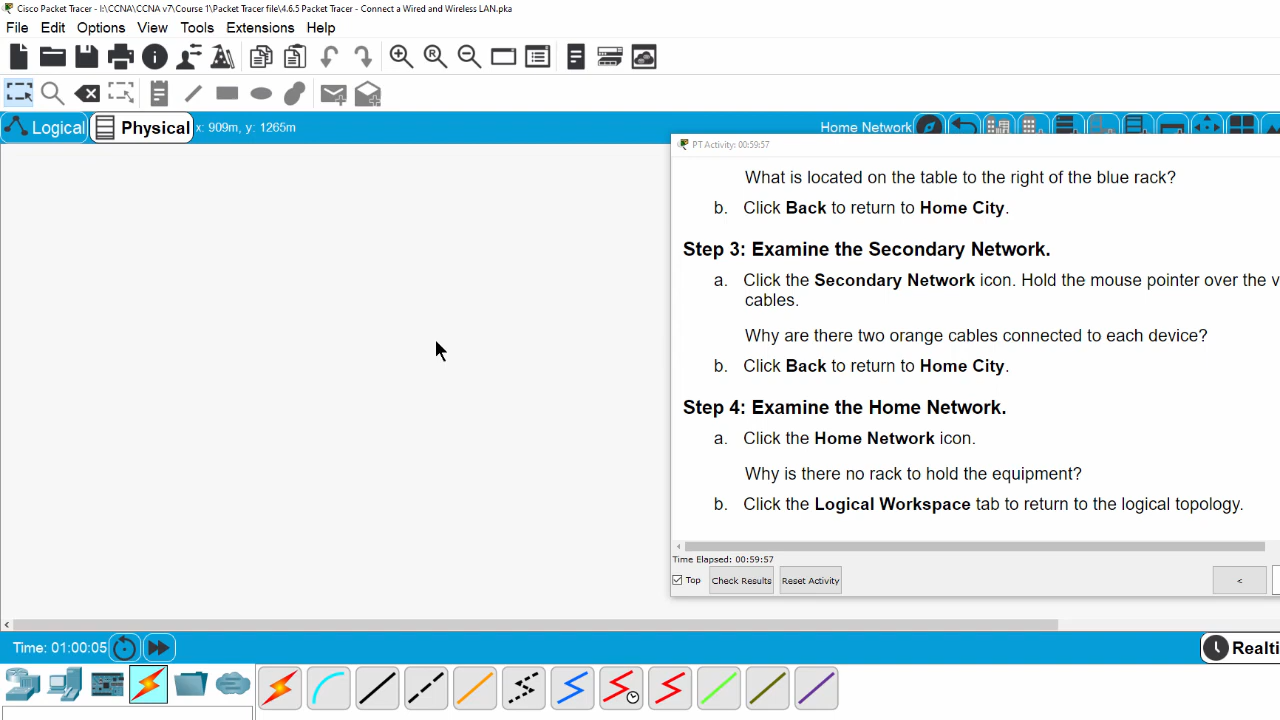 Cisco Packet Tracer - I:\CCNA\CCNA v7\Course 1\Packet Tracer file\4.6.5 Packet Tracer - Connect a Wired and Wireless LAN.pka
File Edit Options View Tools Extensions Help
Logical Physical x: 909m, y: 1265m Home Network
PT Activity: 00:59:57
What is located on the table to the right of the blue rack?
b. Click Back to return to Home City.
Step 3: Examine the Secondary Network.
a. Click the Secondary Network icon. Hold the mouse pointer over the v
cables.
Why are there two orange cables connected to each device?
b. Click Back to return to Home City.
Step 4: Examine the Home Network.
a. Click the Home Network icon.
Why is there no rack to hold the equipment?
b. Click the Logical Workspace tab to return to the logical topology.
Time Elapsed: 00:59:57
Top Check Results Reset Activity <
Time: 01:00:05 Realti